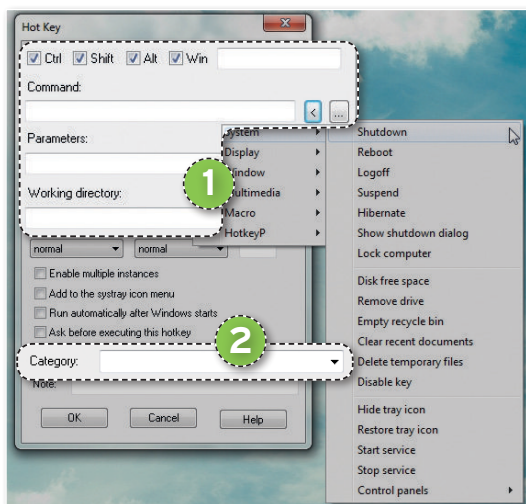 Hot Key
Ctrl Shift Alt Win
Command:
< ...
Parameters:
Working directory:
1
System
Display
Window
Multimedia
Macro
HotkeyP
Shutdown
Reboot
Logoff
Suspend
Hibernate
Show shutdown dialog
Lock computer
Disk free space
Remove drive
Empty recycle bin
Clear recent documents
Delete temporary files
Disable key
Hide tray icon
Restore tray icon
Start service
Stop service
Control panels
normal normal
Enable multiple instances
Add to the systray icon menu
Run automatically after Windows starts
Ask before executing this hotkey
2
Category:
Note:
OK Cancel Help